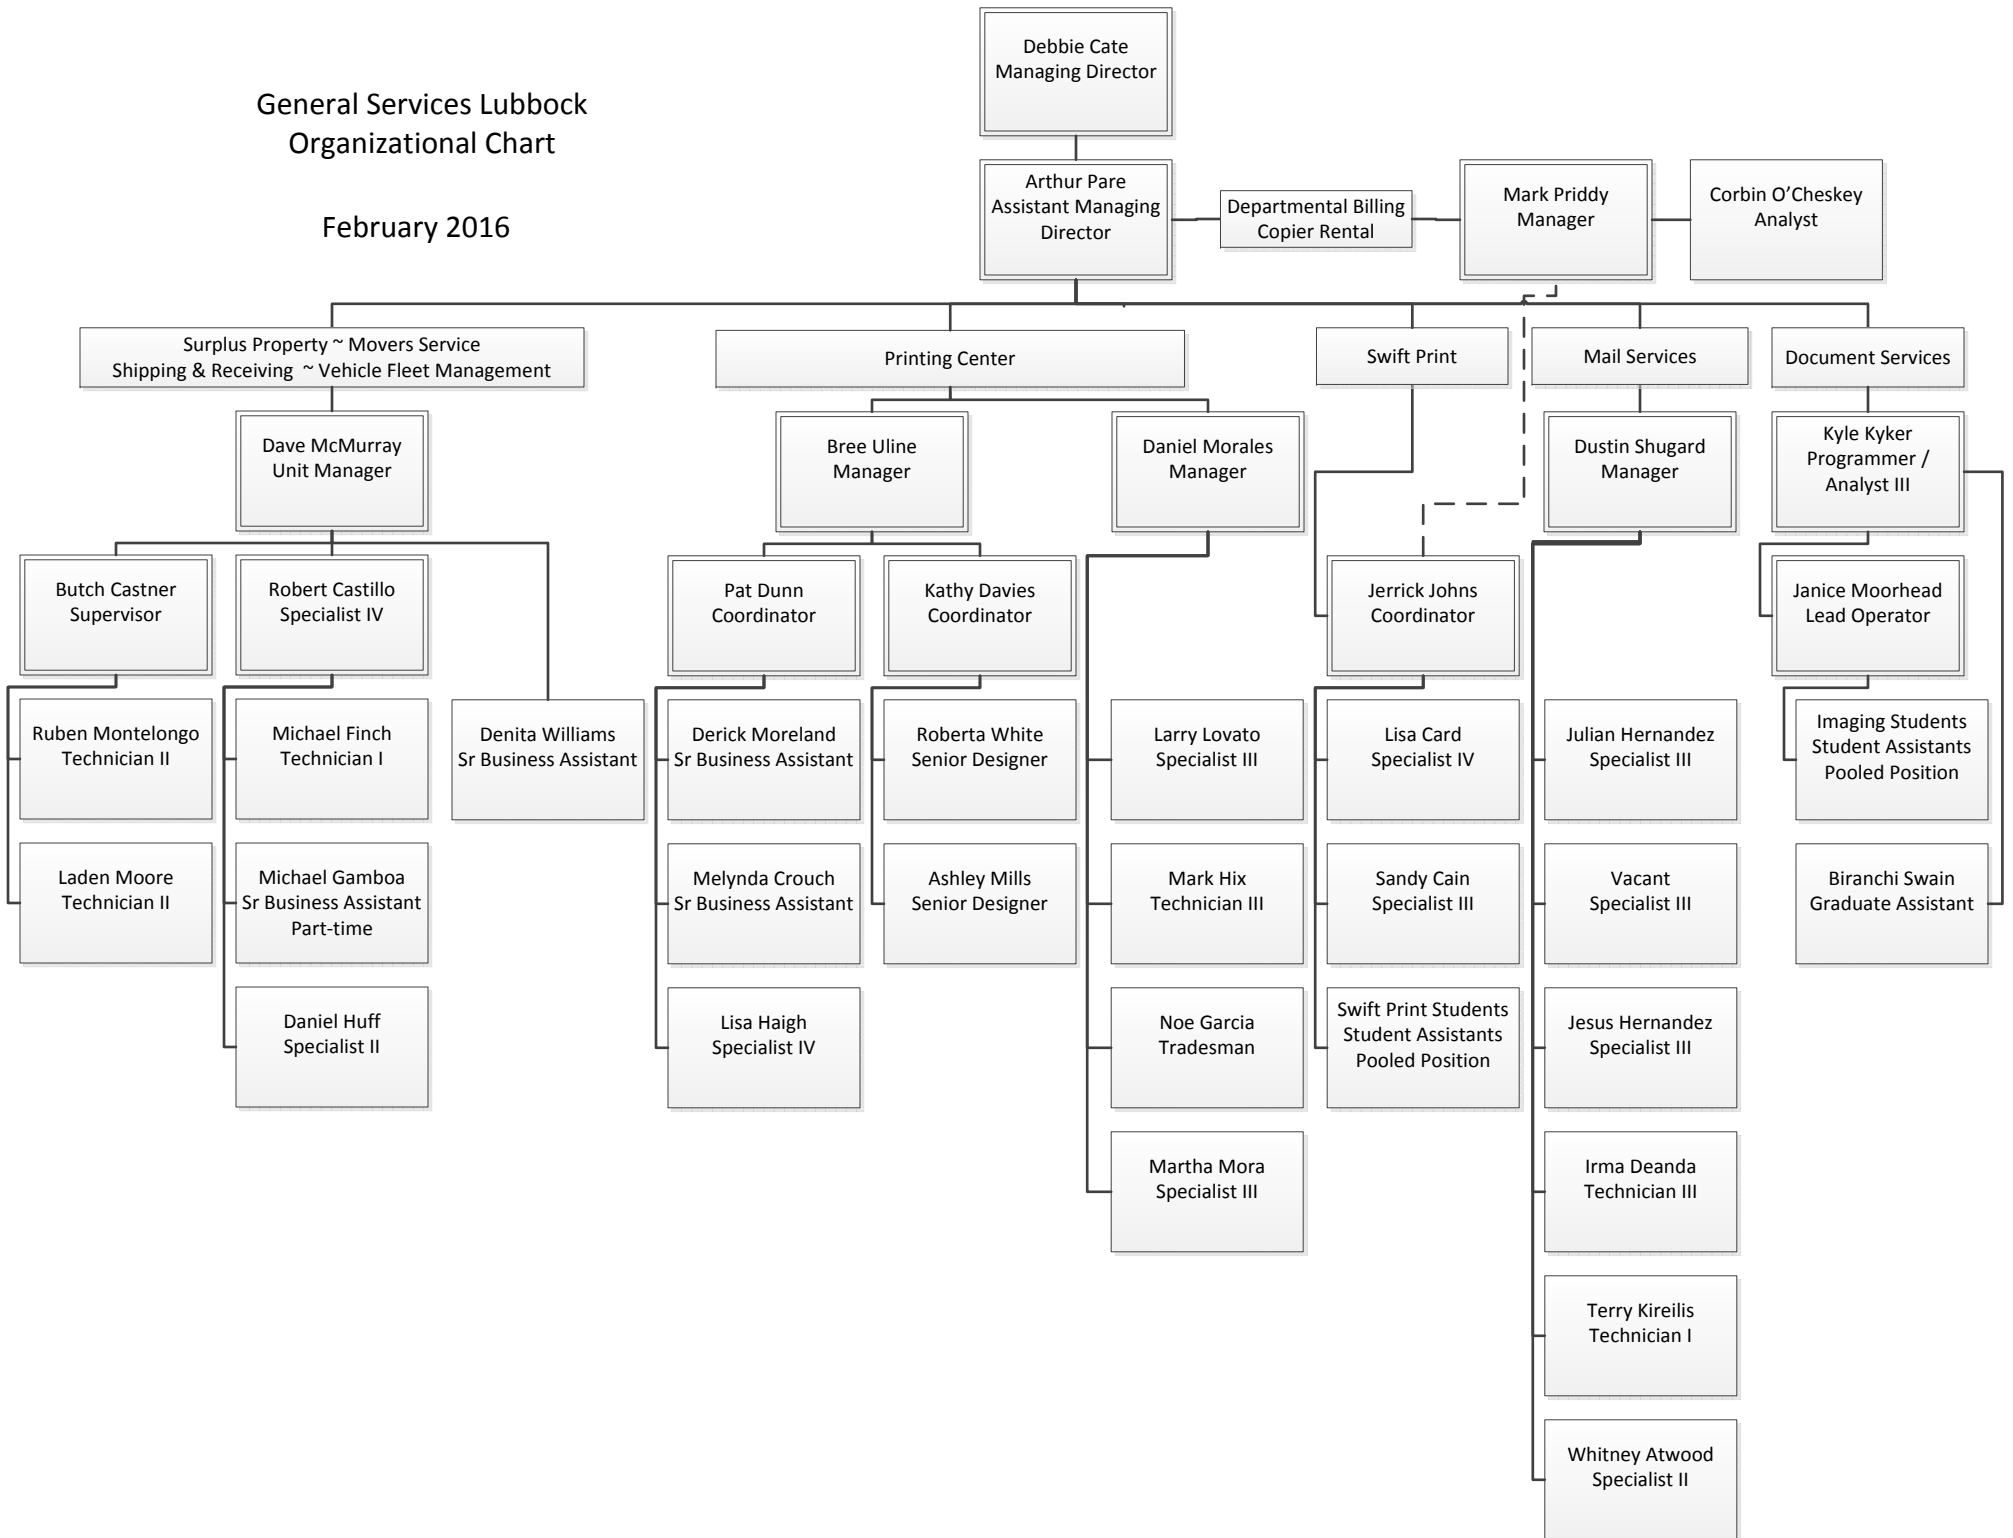 General Services Lubbock
Organizational Chart
February 2016
Debbie Cate
Managing Director
Arthur Pare
Assistant Managing
Director
Departmental Billing
Copier Rental
Mark Priddy
Manager
Corbin O’Cheskey
Analyst
Surplus Property ~ Movers Service
Shipping & Receiving ~ Vehicle Fleet Management
Printing Center
Swift Print
Mail Services
Document Services
Dave McMurray
Unit Manager
Bree Uline
Manager
Daniel Morales
Manager
Dustin Shugard
Manager
Kyle Kyker
Programmer /
Analyst III
Butch Castner
Supervisor
Robert Castillo
Specialist IV
Pat Dunn
Coordinator
Kathy Davies
Coordinator
Jerrick Johns
Coordinator
Janice Moorhead
Lead Operator
Ruben Montelongo
Technician II
Michael Finch
Technician I
Denita Williams
Sr Business Assistant
Derick Moreland
Sr Business Assistant
Roberta White
Senior Designer
Larry Lovato
Specialist III
Lisa Card
Specialist IV
Julian Hernandez
Specialist III
Imaging Students
Student Assistants
Pooled Position
Laden Moore
Technician II
Michael Gamboa
Sr Business Assistant
Part-time
Melynda Crouch
Sr Business Assistant
Ashley Mills
Senior Designer
Mark Hix
Technician III
Sandy Cain
Specialist III
Vacant
Specialist III
Biranchi Swain
Graduate Assistant
Daniel Huff
Specialist II
Lisa Haigh
Specialist IV
Noe Garcia
Tradesman
Swift Print Students
Student Assistants
Pooled Position
Jesus Hernandez
Specialist III
Martha Mora
Specialist III
Irma Deanda
Technician III
Terry Kireilis
Technician I
Whitney Atwood
Specialist II